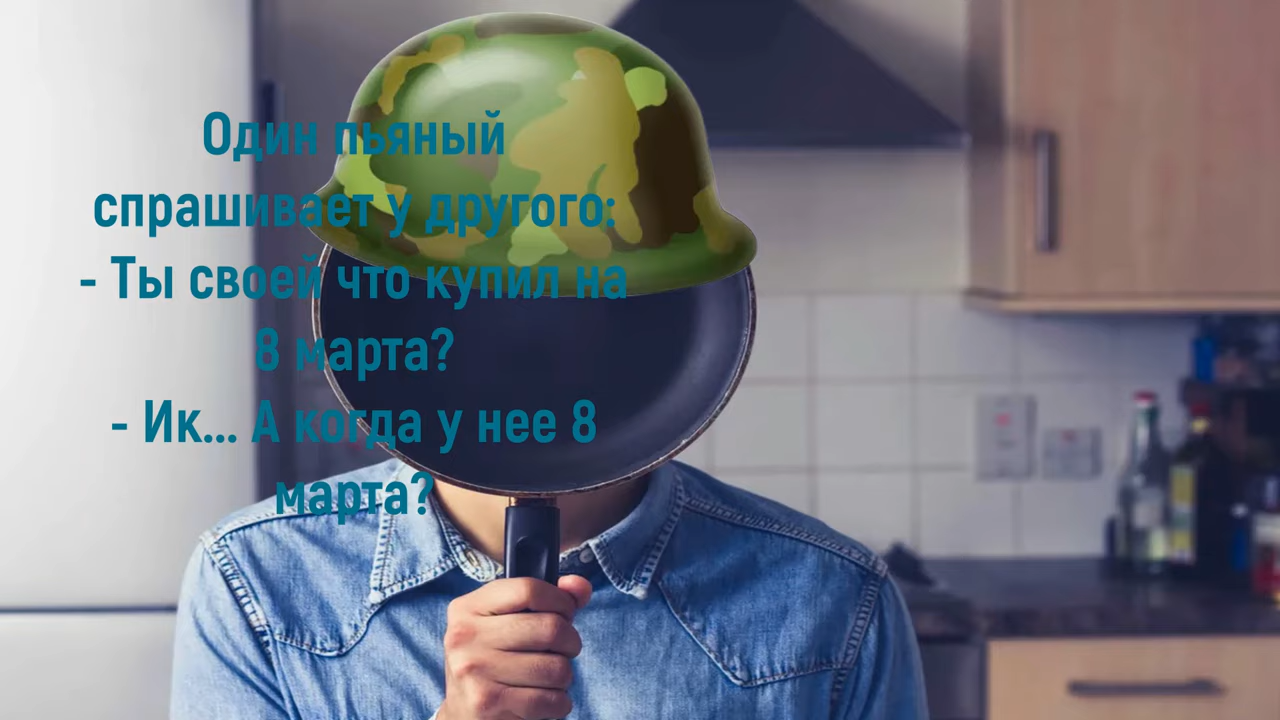 Один пьяный
спрашивает у другого:
- Ты своей что купил на
8 марта?
- Ик... А когда у нее 8
марта?